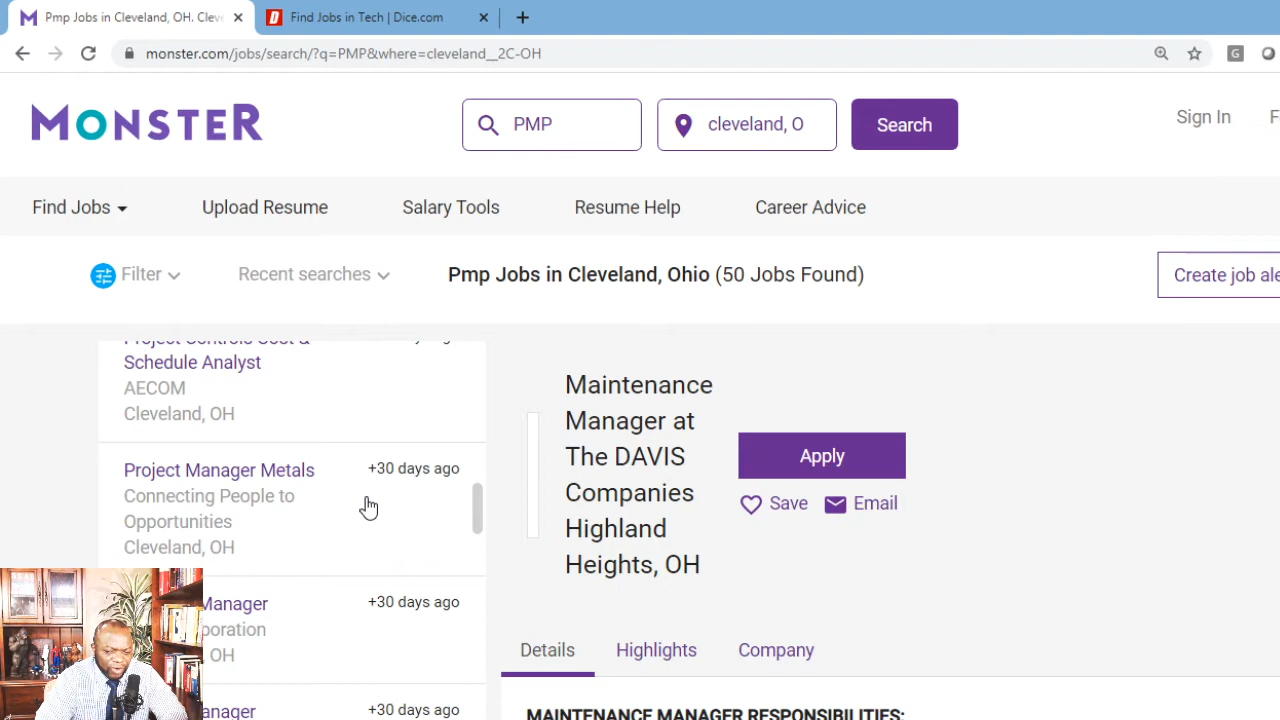 Pmp Jobs in Cleveland, OH. Cleve
Find Jobs in Tech | Dice.com
monster.com/jobs/search/?q=PMP&where=cleveland__2C-OH
MONSTER
PMP
cleveland, O
Search
Sign In
Find Jobs
Upload Resume
Salary Tools
Resume Help
Career Advice
Filter
Recent searches
Pmp Jobs in Cleveland, Ohio (50 Jobs Found)
Create job ale
Project Controls Cost &
Schedule Analyst
AECOM
Cleveland, OH
Project Manager Metals
+30 days ago
Connecting People to
Opportunities
Cleveland, OH
Manager
+30 days ago
poration
OH
anager
+30 days ago
Maintenance
Manager at
The DAVIS
Companies
Highland
Heights, OH
Apply
Save
Email
Details
Highlights
Company
MAINTENANCE MANAGER RESPONSIBILITIES: